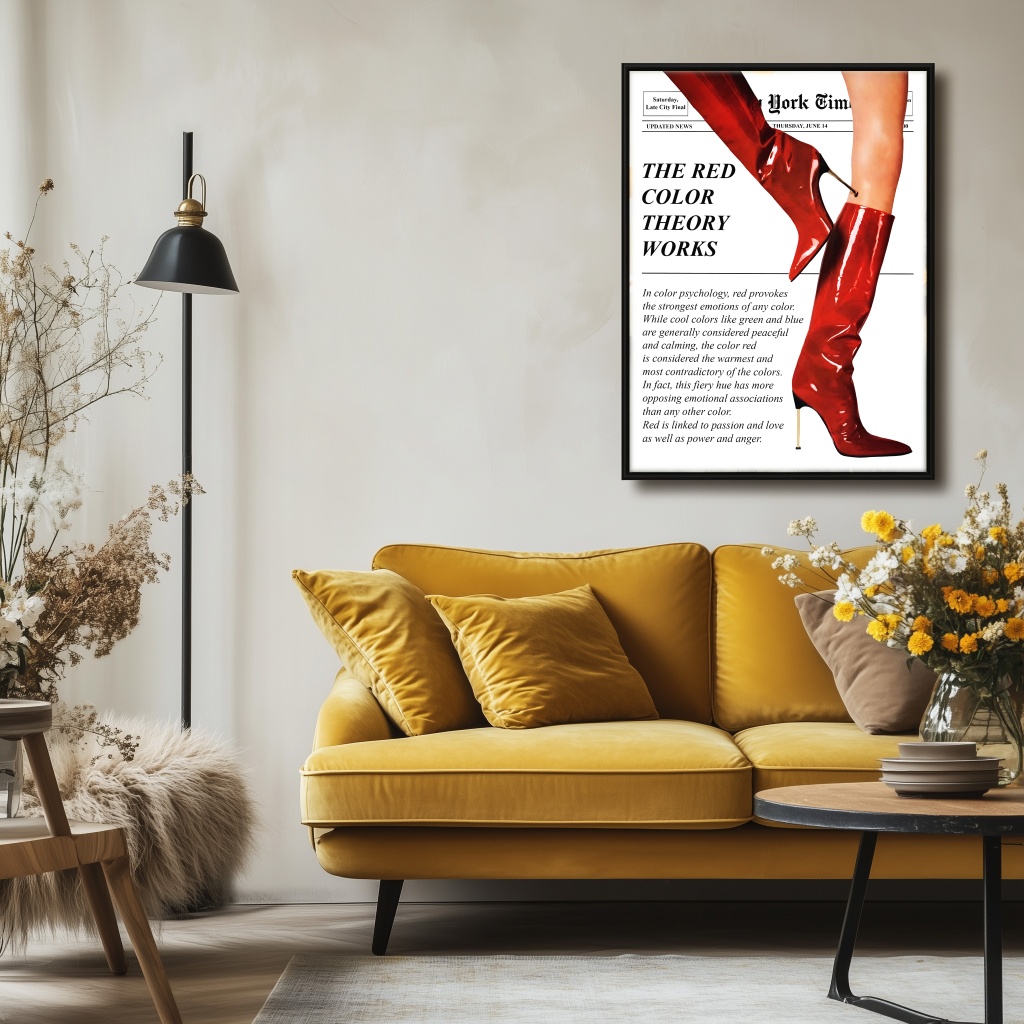 Saturday,
Late City Final
York Tim
UPDATED NEWS
THURSDAY, JUNE 14
THE RED
COLOR
THEORY
WORKS
In color psychology, red provokes
the strongest emotions of any color.
While cool colors like green and blue
are generally considered peaceful
and calming, the color red
is considered the warmest and
most contradictory of the colors.
In fact, this fiery hue has more
opposing emotional associations
than any other color.
Red is linked to passion and love
as well as power and anger.